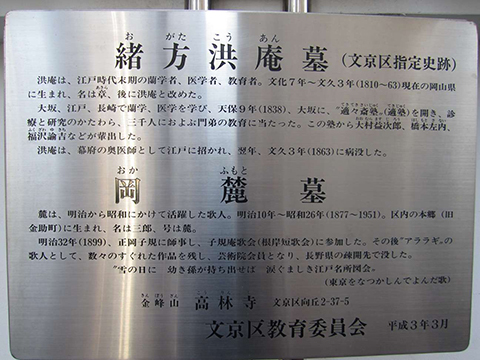 緒方洪庵墓（文京区指定史跡）
おがたこうあん
洪庵は、江戸時代末期の蘭学者、医学者、教育者。文化7年〜文久3年(1810〜63)現在の岡山県
に生まれ、名は章、後に洪庵と改めた。
大坂、江戸、長崎で蘭学、医学を学び、天保9年(1838)、大坂に、"適々斎塾"(適塾)を開き、診
療と研究のかたわら、三千人におよぶ門弟の教育に当たった。この塾から大村益次郎、橋本左内、
福沢諭吉などが輩出した。
洪庵は、幕府の奥医師として江戸に招かれ、翌年、文久3年(1863)に病没した。
おか ふもと
岡麓墓
麓は、明治から昭和にかけて活躍した歌人。明治10年〜昭和26年(1877〜1951)。区内の本郷(旧
金助町)に生まれ、名は三郎、号は麓。
明治32年(1899)、正岡子規に師事し、子規庵歌会(根岸短歌会)に参加した。その後"アララギ"の
歌人として、数々のすぐれた作品を残し、芸術院会員となり、長野県の疎開先で没した。
"雪の日に 幼き孫が持ち出せば 涙ぐましき江戸名所図会。
(東京をなつかしんでよんだ歌)
金峰山 高林寺 文京区向丘2-37-5
文京区教育委員会 平成3年3月